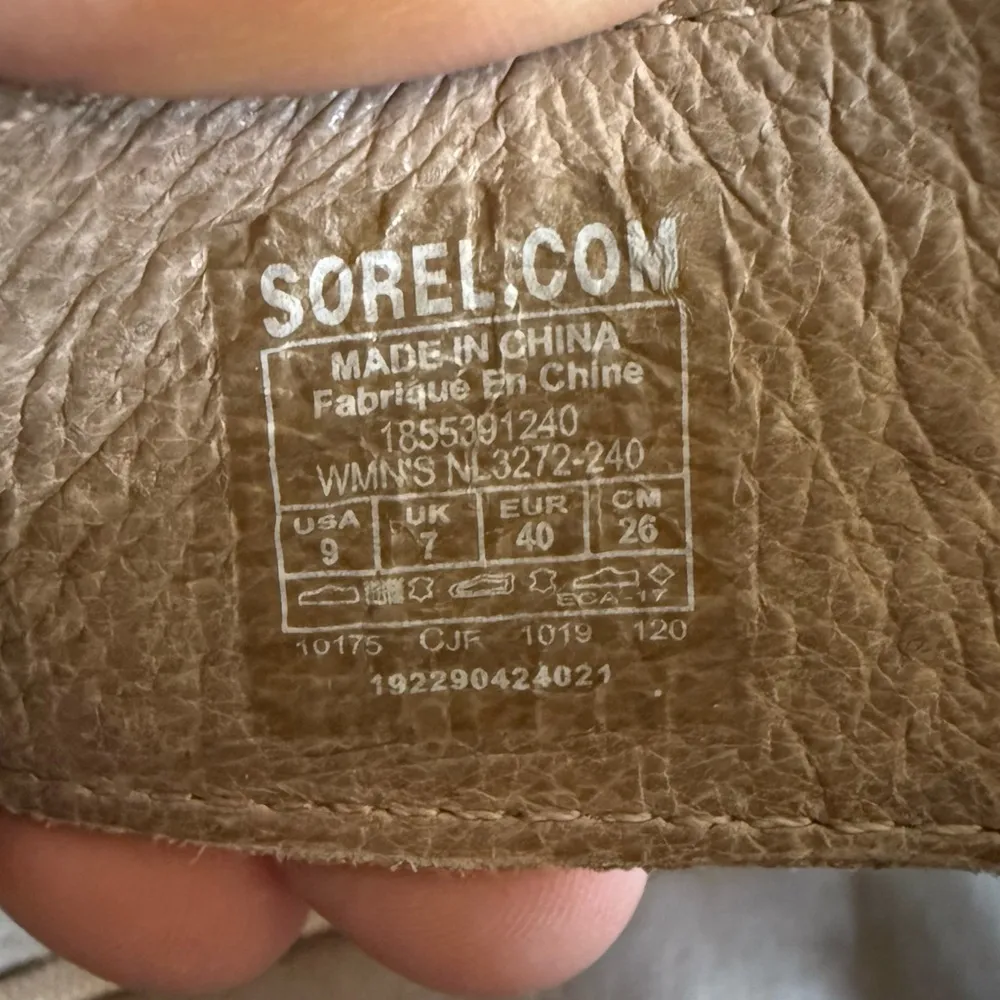 SOREL.COM
MADE IN CHINA
Fabriqué En Chine
1855391240
WMN'S NL3272-240
USA UK EUR CM
9 7 40 26
ECA-17
10175 CJF 1019 120
192290424021